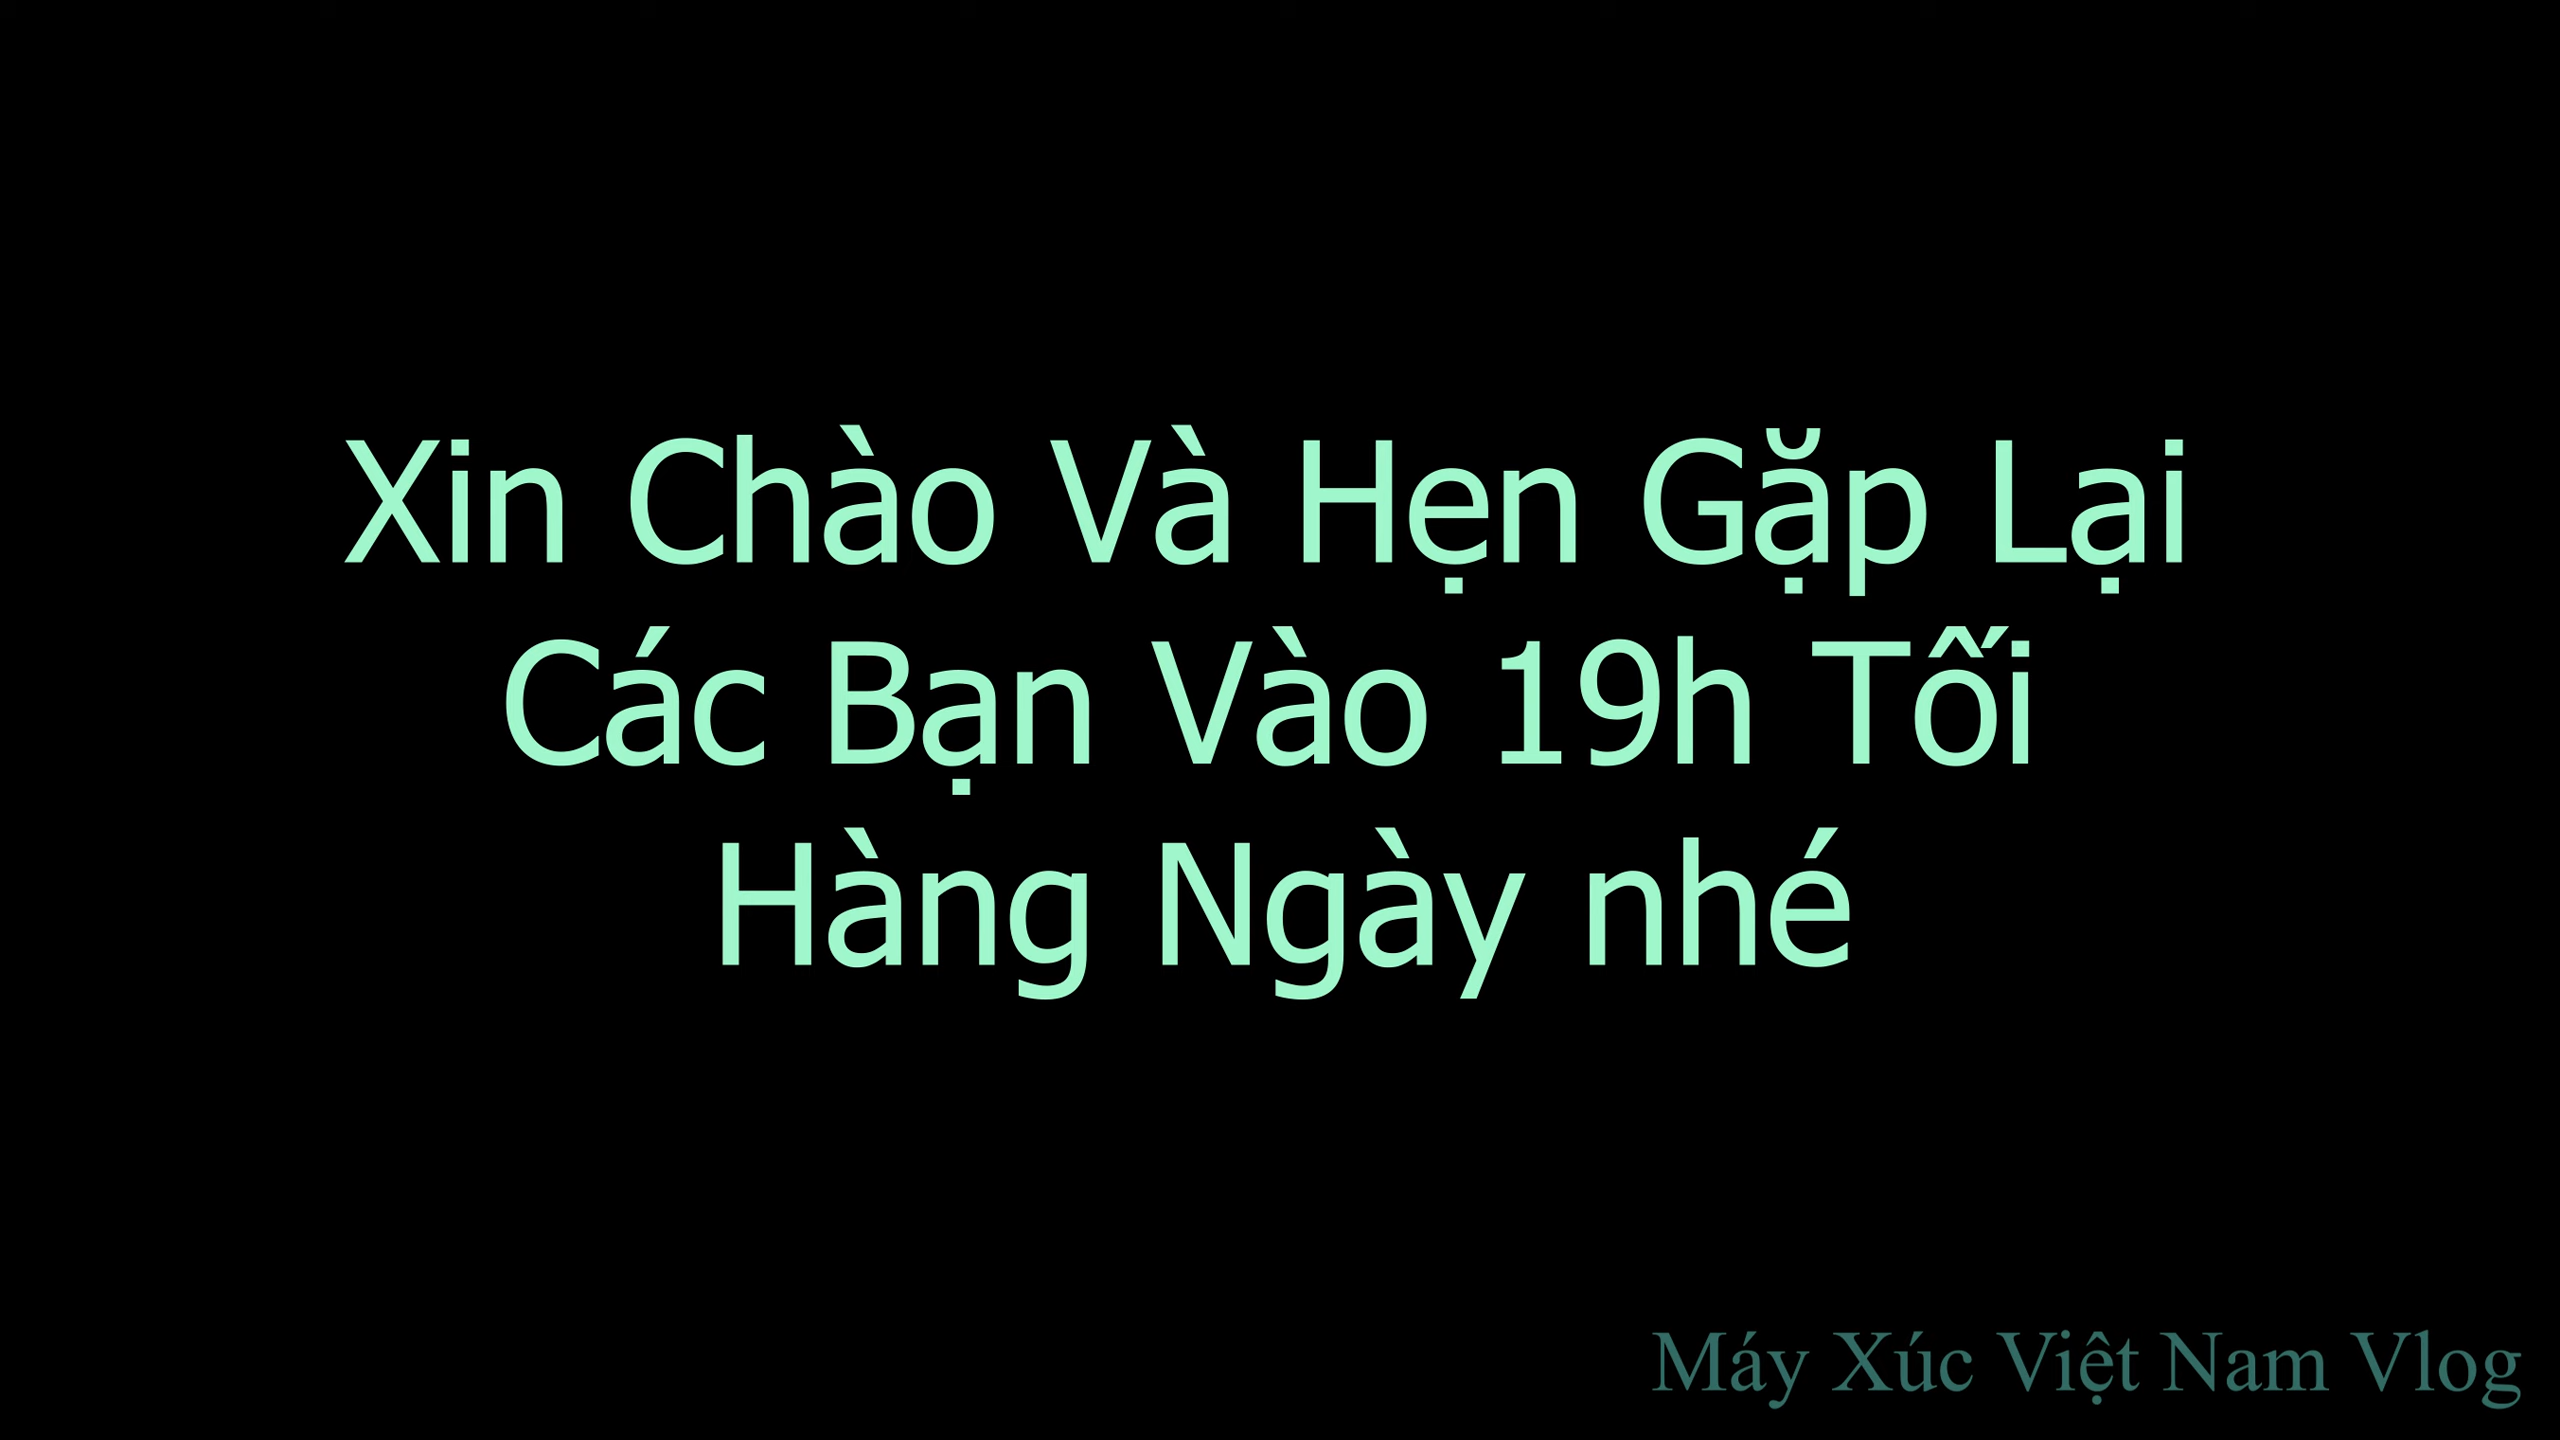 Xin Chào Và Hẹn Gặp Lại
Các Bạn Vào 19h Tối
Hàng Ngày nhé
Máy Xúc Việt Nam Vlog